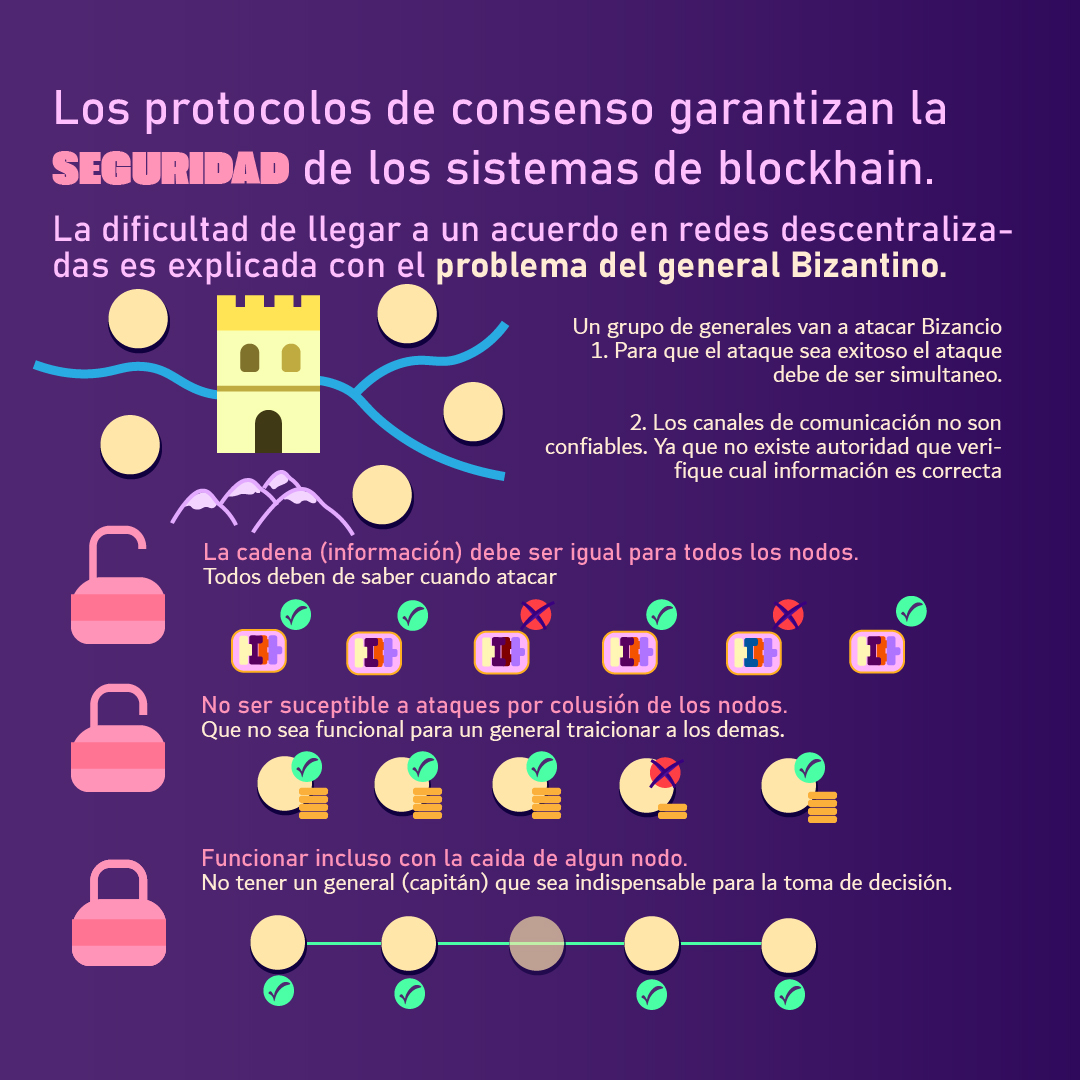 Los protocolos de consenso garantizan la
SEGURIDAD de los sistemas de blockhain.
La dificultad de llegar a un acuerdo en redes descentraliza-
das es explicada con el problema del general Bizantino.
Un grupo de generales van a atacar Bizancio
1. Para que el ataque sea exitoso el ataque
debe de ser simultaneo.
2. Los canales de comunicación no son
confiables. Ya que no existe autoridad que veri-
fique cual información es correcta
La cadena (información) debe ser igual para todos los nodos.
Todos deben de saber cuando atacar
No ser suceptible a ataques por colusión de los nodos.
Que no sea funcional para un general traicionar a los demas.
Funcionar incluso con la caida de algun nodo.
No tener un general (capitán) que sea indispensable para la toma de decisión.